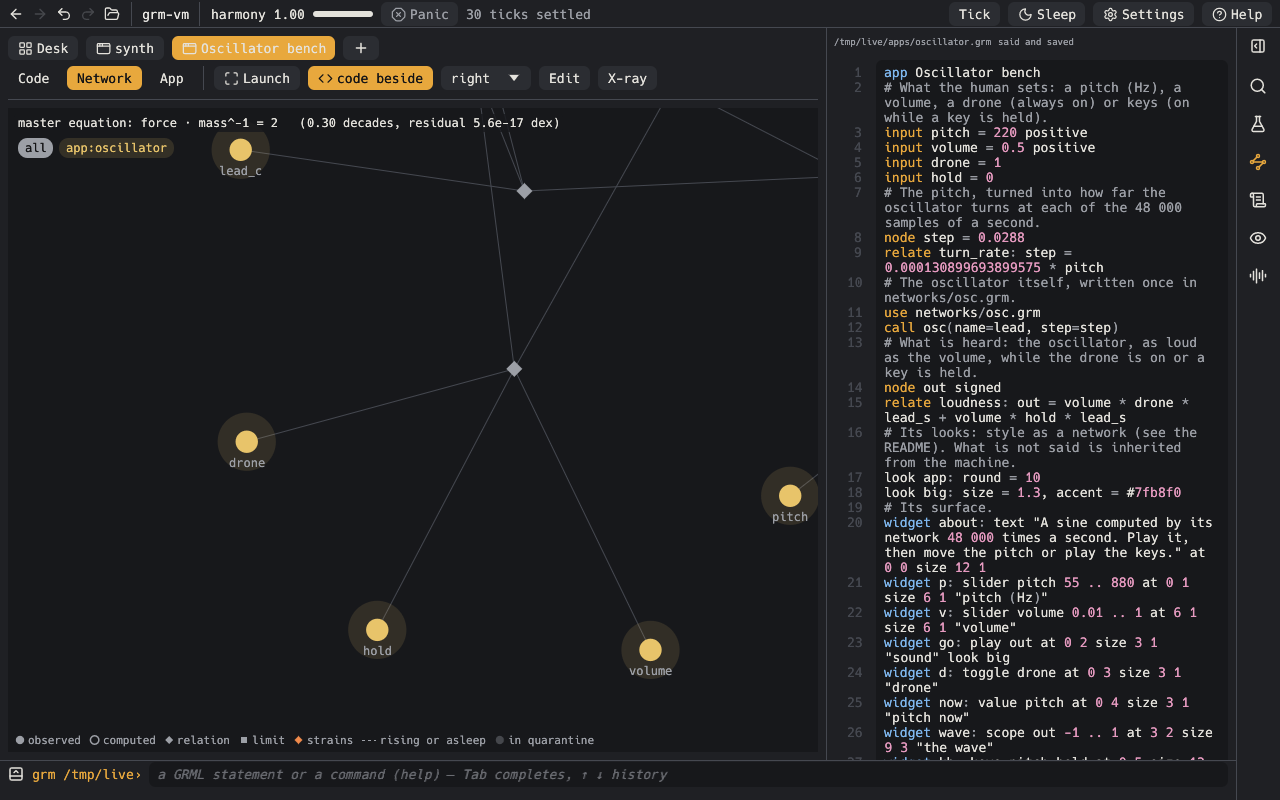 grm-vm harmony 1.00 Panic 30 ticks settled Tick Sleep Settings Help
Desk synth Oscillator bench +
Code Network App Launch <> code beside right Edit X-ray
master equation: force · mass^-1 = 2 (0.30 decades, residual 5.6e-17 dex)
all app:oscillator
lead_c
drone
pitch
hold
volume
observed computed relation limit strains rising or asleep in quarantine
/tmp/live/apps/oscillator.grm said and saved
1 app Oscillator bench
2 # What the human sets: a pitch (Hz), a
volume, a drone (always on) or keys (on
while a key is held).
3 input pitch = 220 positive
4 input volume = 0.5 positive
5 input drone = 1
6 input hold = 0
7 # The pitch, turned into how far the
oscillator turns at each of the 48 000
samples of a second.
8 node step = 0.0288
9 relate turn_rate: step =
0.000130899693899575 * pitch
10 # The oscillator itself, written once in
networks/osc.grm.
11 use networks/osc.grm
12 call osc(name=lead, step=step)
13 # What is heard: the oscillator, as loud
as the volume, while the drone is on or a
key is held.
14 node out signed
15 relate loudness: out = volume * drone *
lead_s + volume * hold * lead_s
16 # Its looks: style as a network (see the
README). What is not said is inherited
from the machine.
17 look app: round = 10
18 look big: size = 1.3, accent = #7fb8f0
19 # Its surface.
20 widget about: text "A sine computed by its
network 48 000 times a second. Play it,
then move the pitch or play the keys." at
0 0 size 12 1
21 widget p: slider pitch 55 .. 880 at 0 1
size 6 1 "pitch (Hz)"
22 widget v: slider volume 0.01 .. 1 at 6 1
size 6 1 "volume"
23 widget go: play out at 0 2 size 3 1
"sound" look big
24 widget d: toggle drone at 0 3 size 3 1
"drone"
25 widget now: value pitch at 0 4 size 3 1
"pitch now"
26 widget wave: scope out -1 .. 1 at 3 2 size
9 3 "the wave"
grm /tmp/live› a GRML statement or a command (help) — Tab completes, ↑ ↓ history